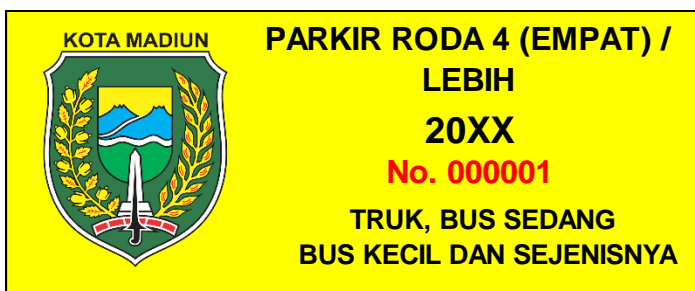 KOTA MADIUN
PARKIR RODA 4 (EMPAT) /
LEBIH
20XX
No. 000001
TRUK, BUS SEDANG
BUS KECIL DAN SEJENISNYA